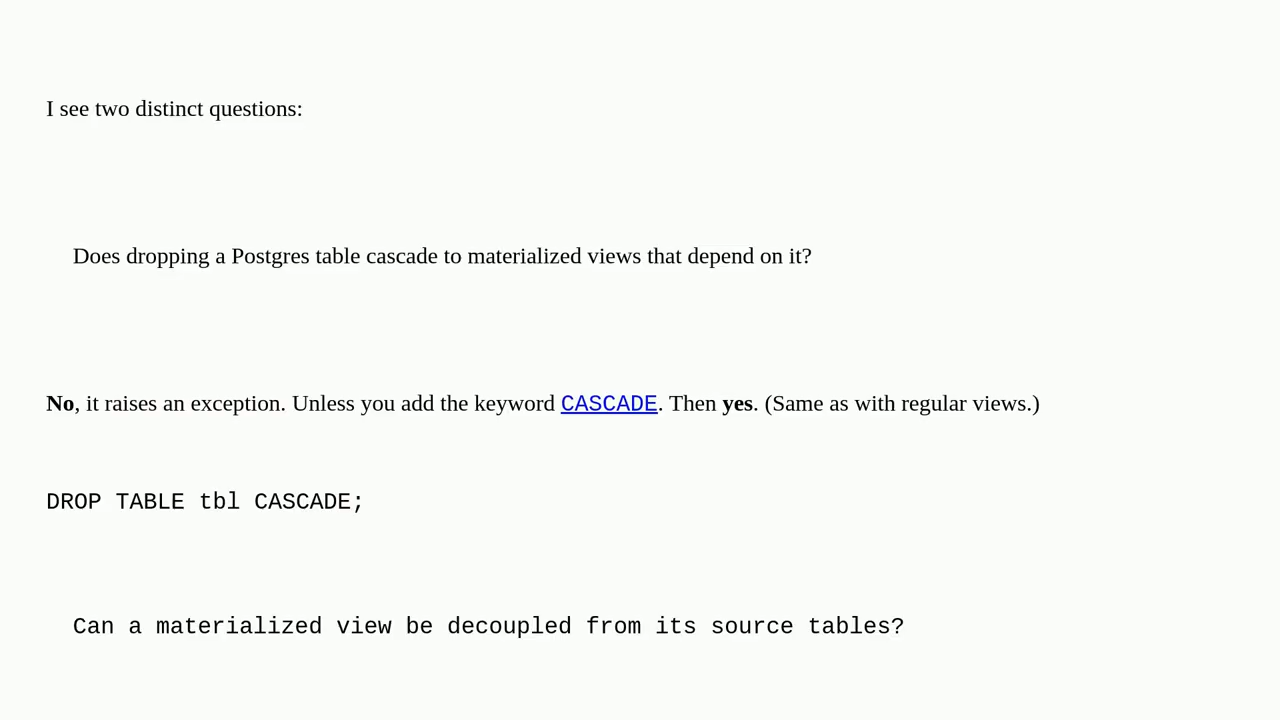 I see two distinct questions:
Does dropping a Postgres table cascade to materialized views that depend on it?
No, it raises an exception. Unless you add the keyword CASCADE. Then yes. (Same as with regular views.)
DROP TABLE tbl CASCADE;
Can a materialized view be decoupled from its source tables?